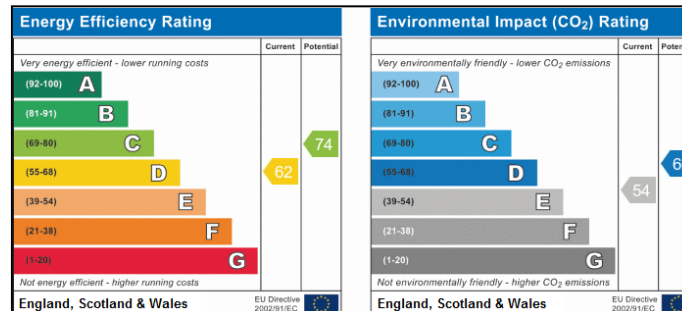 Energy Efficiency Rating
Current Potential
Very energy efficient - lower running costs
(92-100) A
(81-91) B
(69-80) C
74
(55-68) D
62
(39-54) E
(21-38) F
(1-20) G
Not energy efficient - higher running costs
England, Scotland & Wales
EU Directive
2002/91/EC
Environmental Impact (CO₂) Rating
Current
Very environmentally friendly - lower CO₂ emissions
(92-100) A
(81-91) B
(69-80) C
(55-68) D
(39-54) E
54
(21-38) F
(1-20) G
Not environmentally friendly - higher CO₂ emissions
England, Scotland & Wales
EU Directive
2002/91/EC